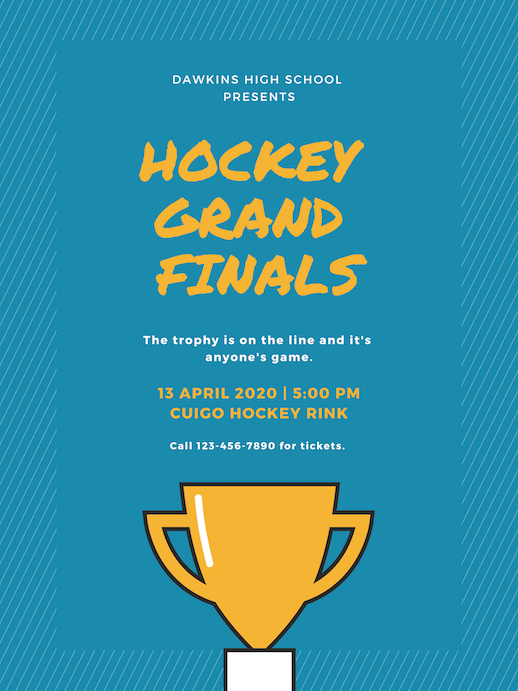 DAWKINS HIGH SCHOOL
PRESENTS
HOCKEY
GRAND
FINALS
The trophy is on the line and it's
anyone's game.
13 APRIL 2020 | 5:00 PM
CUIGO HOCKEY RINK
Call 123-456-7890 for tickets.